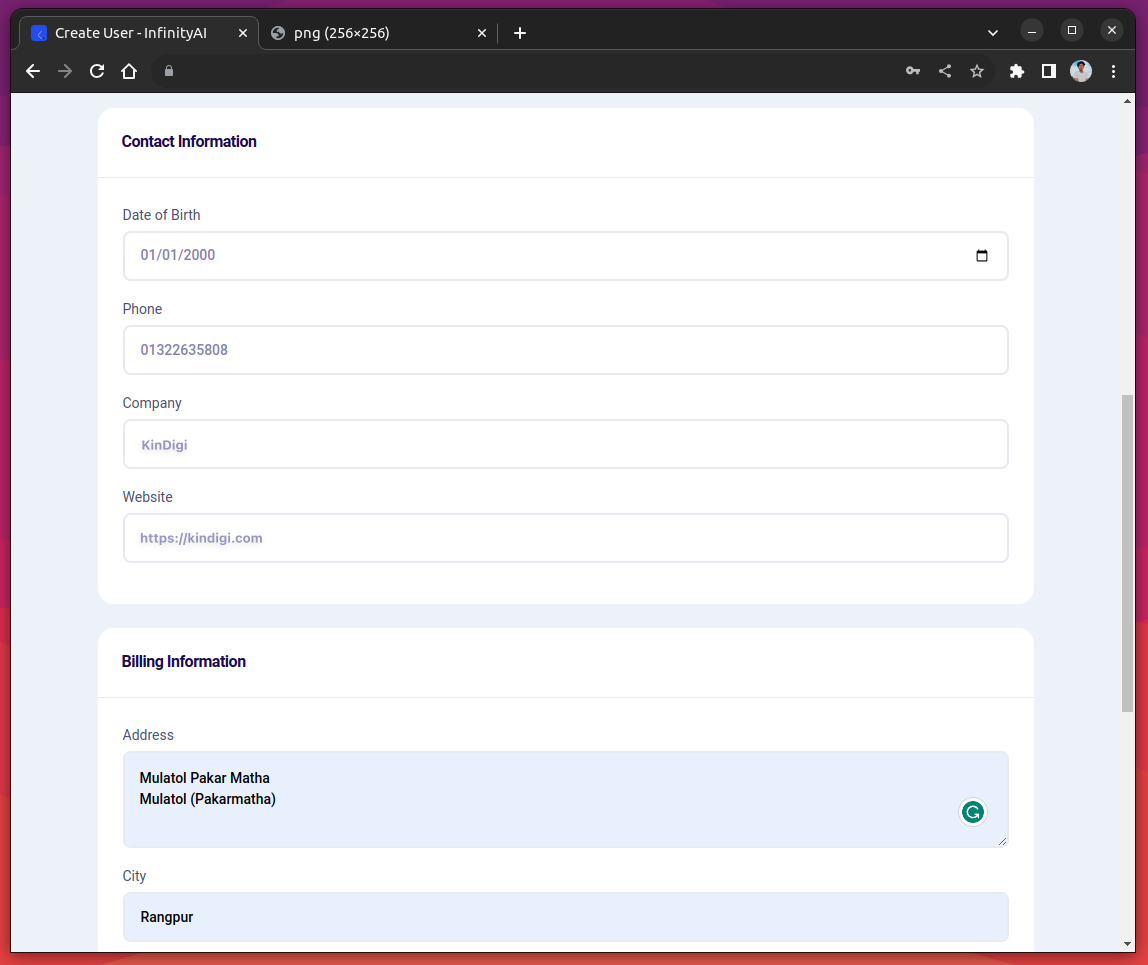 Create User - InfinityAI
png (256×256)
Contact Information
Date of Birth
01/01/2000
Phone
01322635808
Company
KinDigi
Website
https://kindigi.com
Billing Information
Address
Mulatol Pakar Matha
Mulatol (Pakarmatha)
City
Rangpur